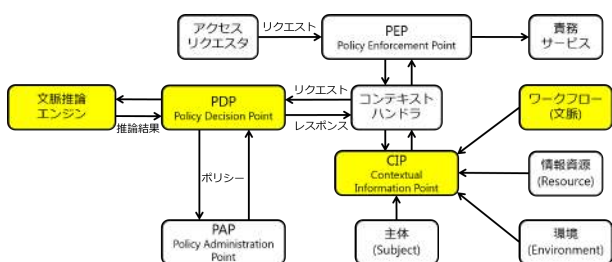 アクセス
リクエスタ
リクエスト
PEP
Policy Enforcement Point
責務
サービス
文脈推論
エンジン
推論結果
PDP
Policy Decision Point
リクエスト
レスポンス
コンテキスト
ハンドラ
ワークフロー
(文脈)
CIP
Contextual
Information Point
情報資源
(Resource)
ポリシー
PAP
Policy Administration
Point
主体
(Subject)
環境
(Environment)